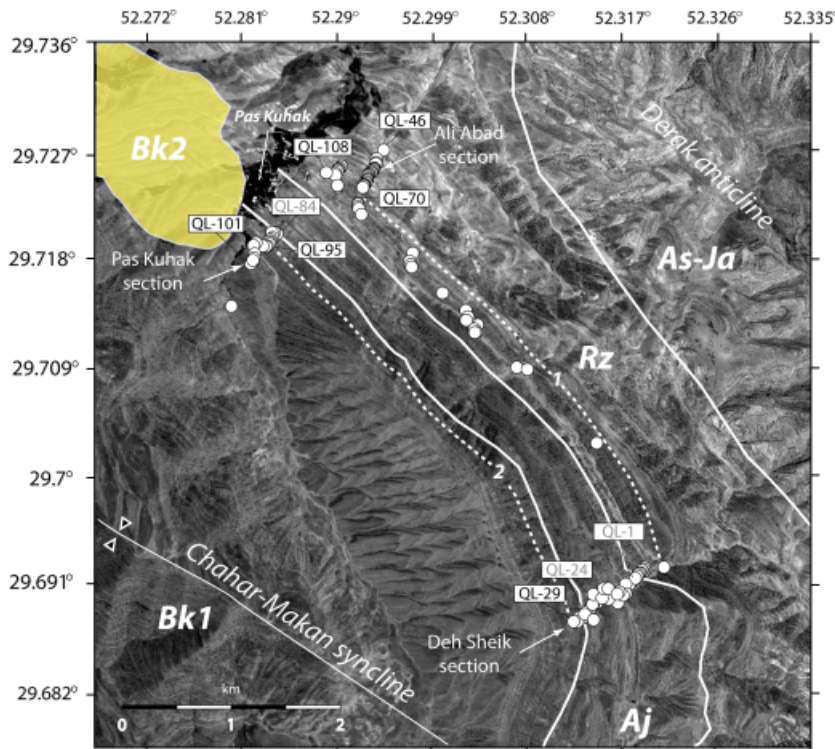 52.272° 52.281° 52.29° 52.299° 52.308° 52.317° 52.326° 52.335°
29.736°
29.727°
29.718°
29.709°
29.7°
29.691°
29.682°
Bk2
Pas Kuhak
QL-46
QL-108
Ali Abad
section
Derak anticline
QL-84
QL-70
QL-101
QL-95
Pas Kuhak
section
As-Ja
Rz
1
2
QL-1
QL-24
QL-29
Chahar-Makan syncline
Bk1
Deh Sheik
section
km
0 1 2
Aj